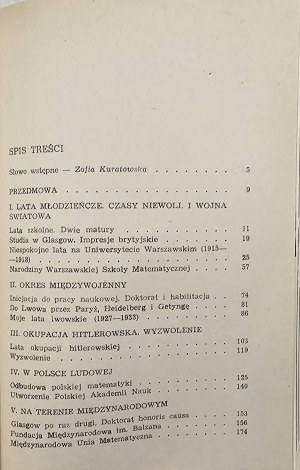 SPIS TREŚCI
Słowo wstępne — Zofia Kuratowska . . . . . . 5
PRZEDMOWA . . . . . . . . . . . 9
I. LATA MŁODZIEŃCZE. CZASY NIEWOLI. I WOJNA
ŚWIATOWA
Lata szkolne. Dwie matury . . . . . . . . 11
Studia w Glasgow. Impresje brytyjskie . . . . . 19
Niespokojne lata na Uniwersytecie Warszawskim (1915—
—1918) . . . . . . . . . . . . 25
Narodziny Warszawskiej Szkoły Matematycznej . . . . 57
II. OKRES MIĘDZYWOJENNY
Inicjacja do pracy naukowej. Doktorat i habilitacja . . 74
Do Lwowa przez Paryż, Heidelberg i Getyngę . . . 81
Moje lata lwowskie (1927—1933) . . . . . . 86
III. OKUPACJA HITLEROWSKA. WYZWOLENIE
Lata okupacji hitlerowskiej . . . . . . . 103
Wyzwolenie . . . . . . . . . . . 119
IV. W POLSCE LUDOWEJ
Odbudowa polskiej matematyki . . . . . . . 125
Utworzenie Polskiej Akademii Nauk . . . . . . 149
V. NA TERENIE MIĘDZYNARODOWYM
Glasgow po raz drugi. Doktorat honoris causa . . . 153
Fundacja Międzynarodowa im. Balzana . . . . . 156
Międzynarodowa Unia Matematyczna . . . . . 174